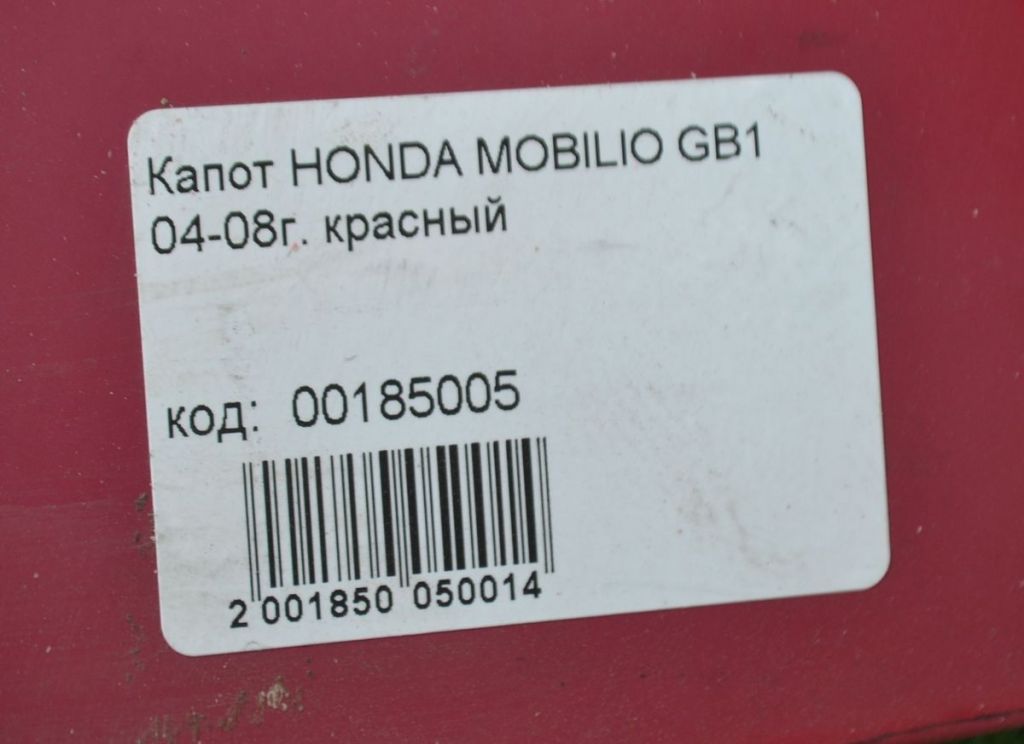 Капот HONDA MOBILIO GB1
04-08г. красный
код: 00185005
2 001850 050014